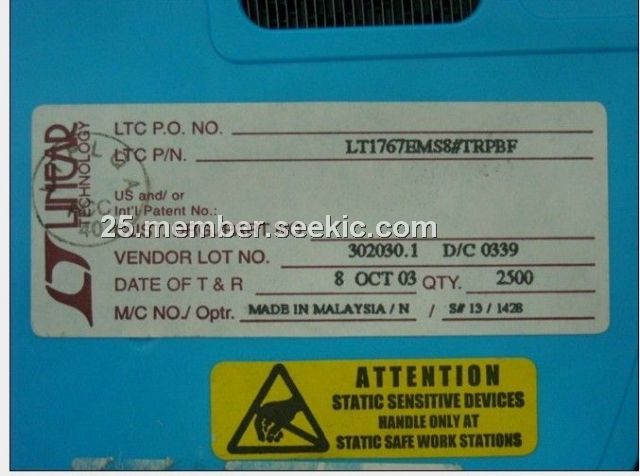 LINEAR
TECHNOLOGY
LTC P.O. NO.
LTC P/N. LT1767EMS8#TRPBF
US and/or
Int'l Patent No.:
25.member.seekic.com
VENDOR LOT NO. 302030.1 D/C 0339
DATE OF T & R 8 OCT 03 QTY. 2500
M/C NO./ Optr. MADE IN MALAYSIA / N / S# 13 / 1428
ATTENTION
STATIC SENSITIVE DEVICES
HANDLE ONLY AT
STATIC SAFE WORK STATIONS